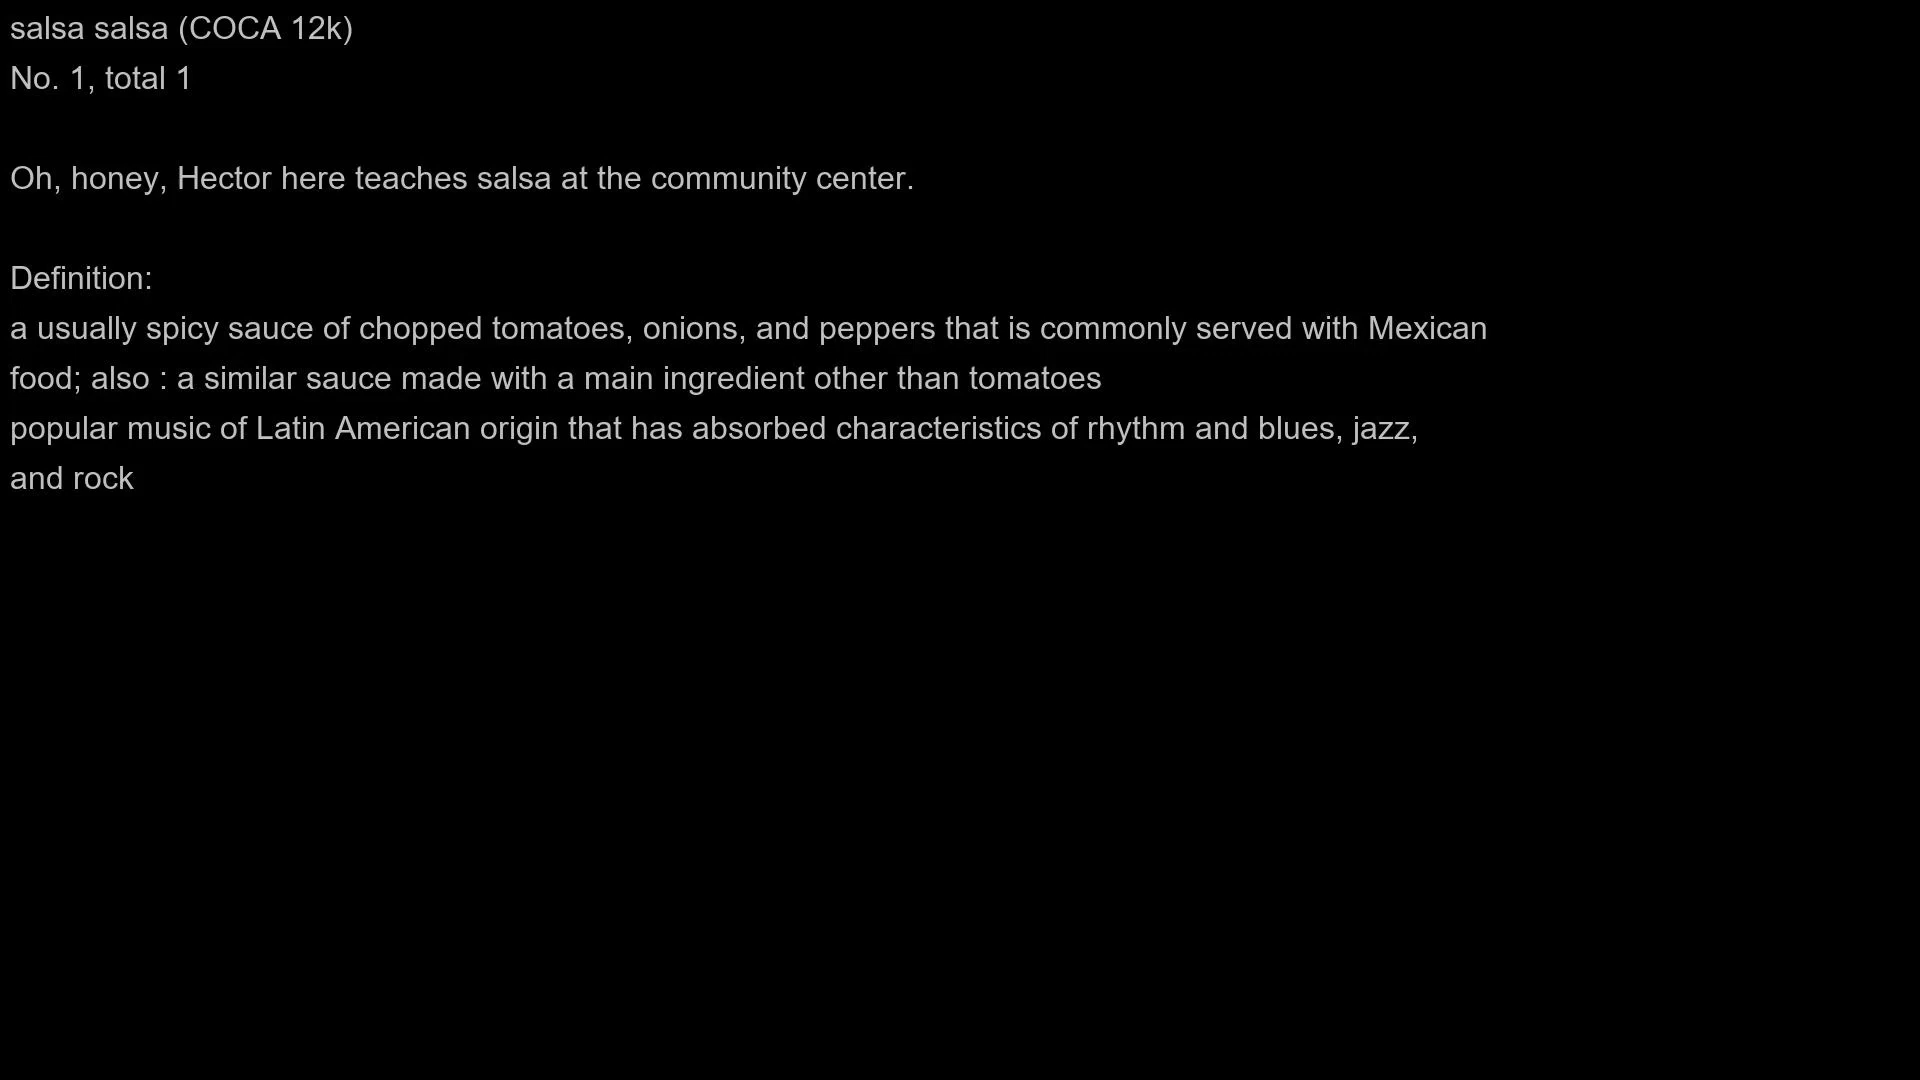 salsa salsa (COCA 12k)
No. 1, total 1
Oh, honey, Hector here teaches salsa at the community center.
Definition:
a usually spicy sauce of chopped tomatoes, onions, and peppers that is commonly served with Mexican
food; also : a similar sauce made with a main ingredient other than tomatoes
popular music of Latin American origin that has absorbed characteristics of rhythm and blues, jazz,
and rock